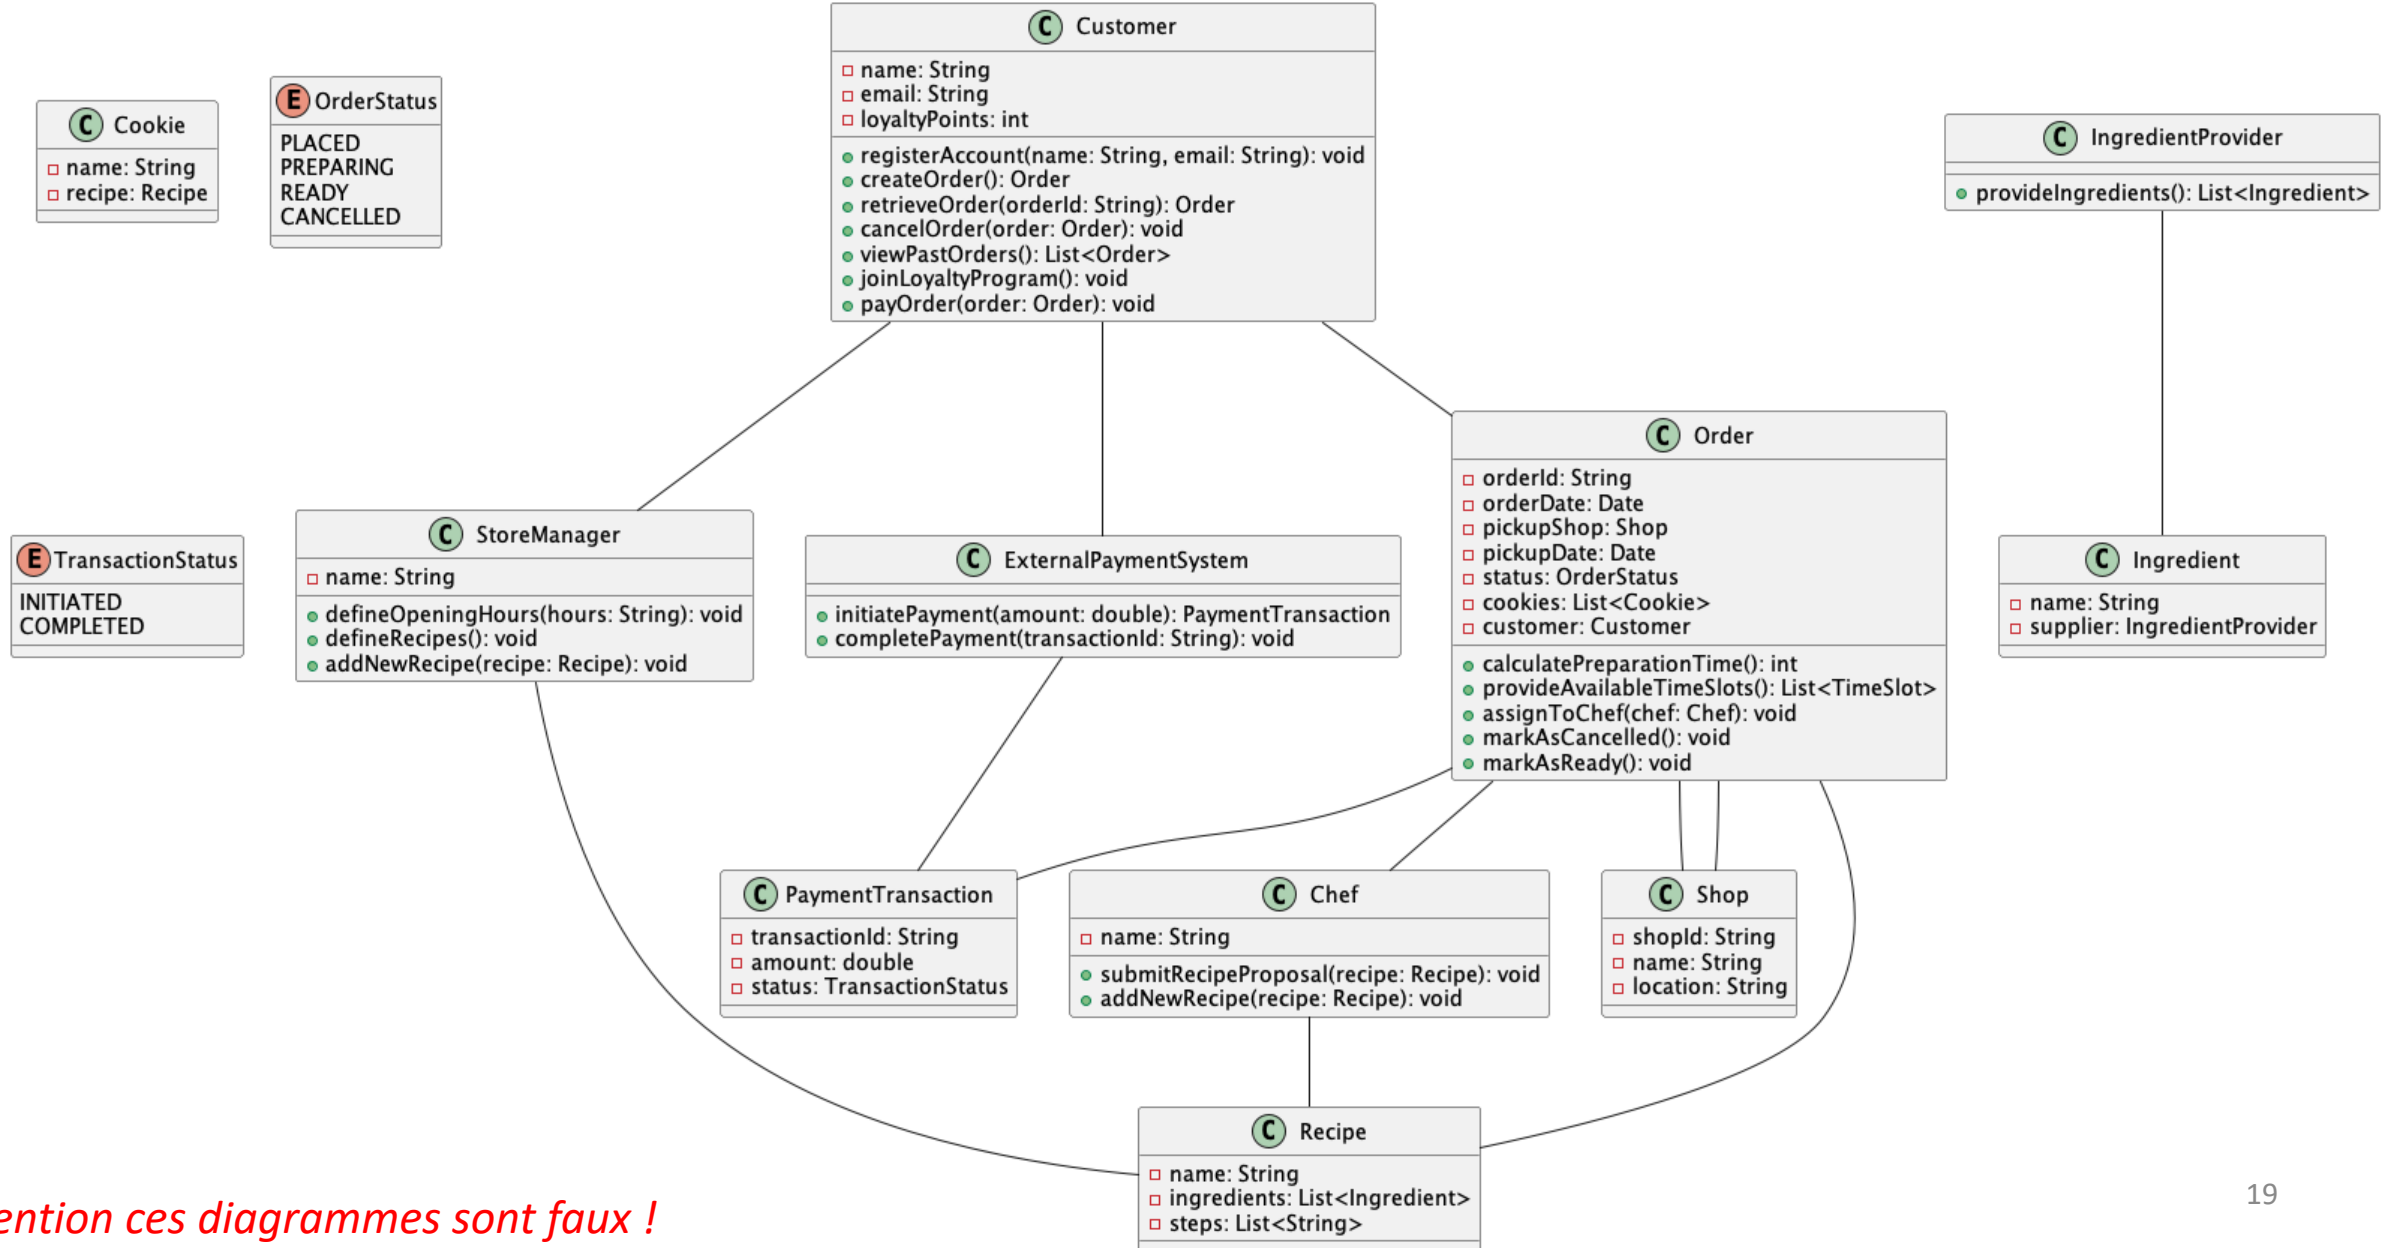 C Customer
name: String
email: String
loyaltyPoints: int
registerAccount(name: String, email: String): void
createOrder(): Order
retrieveOrder(orderId: String): Order
cancelOrder(order: Order): void
viewPastOrders(): List<Order>
joinLoyaltyProgram(): void
payOrder(order: Order): void
C Cookie
name: String
recipe: Recipe
E OrderStatus
PLACED
PREPARING
READY
CANCELLED
C IngredientProvider
provideIngredients(): List<Ingredient>
E TransactionStatus
INITIATED
COMPLETED
C StoreManager
name: String
defineOpeningHours(hours: String): void
defineRecipes(): void
addNewRecipe(recipe: Recipe): void
C ExternalPaymentSystem
initiatePayment(amount: double): PaymentTransaction
completePayment(transactionId: String): void
C Order
orderId: String
orderDate: Date
pickupShop: Shop
pickupDate: Date
status: OrderStatus
cookies: List<Cookie>
customer: Customer
calculatePreparationTime(): int
provideAvailableTimeSlots(): List<TimeSlot>
assignToChef(chef: Chef): void
markAsCancelled(): void
markAsReady(): void
C Ingredient
name: String
supplier: IngredientProvider
C PaymentTransaction
transactionId: String
amount: double
status: TransactionStatus
C Chef
name: String
submitRecipeProposal(recipe: Recipe): void
addNewRecipe(recipe: Recipe): void
C Shop
shopId: String
name: String
location: String
C Recipe
name: String
ingredients: List<Ingredient>
steps: List<String>
ention ces diagrammes sont faux !
19